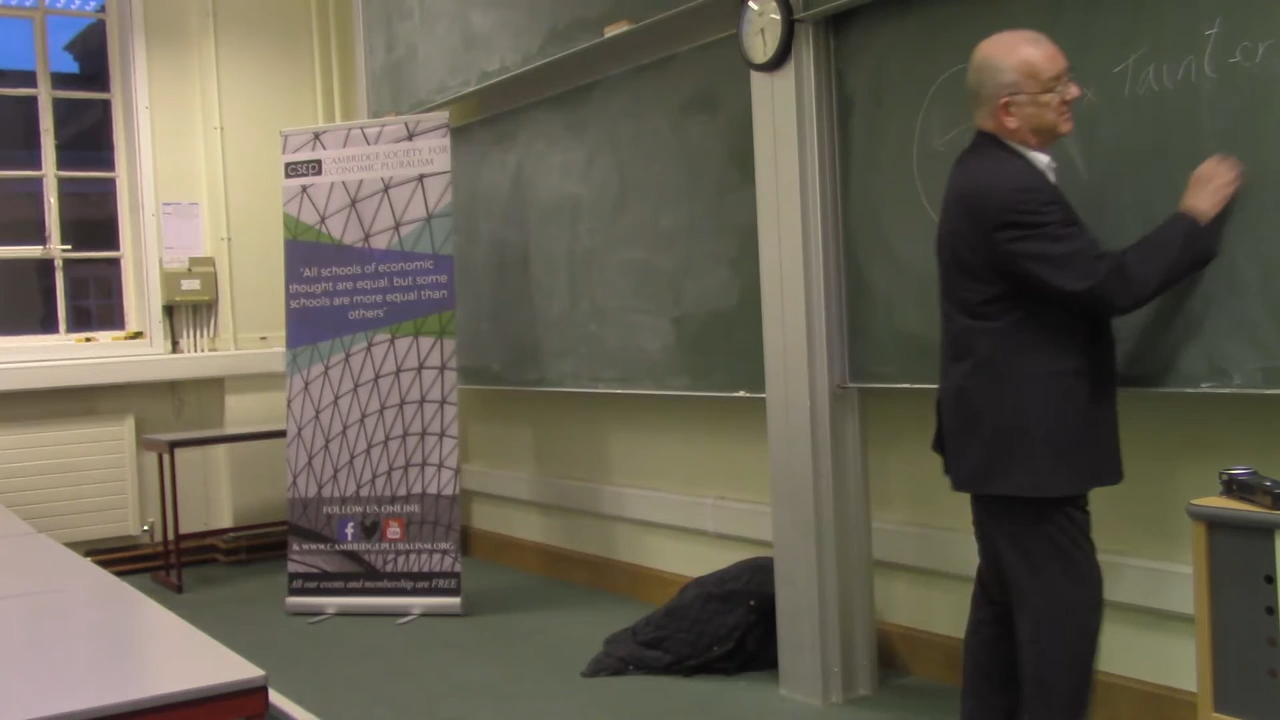 csɛp
CAMBRIDGE SOCIETY FOR
ECONOMIC PLURALISM
"All schools of economic
thought are equal, but some
schools are more equal than
others"
FOLLOW US ONLINE
& WWW.CAMBRIDGEPLURALISM.ORG
All our events and membership are FREE
Tainter